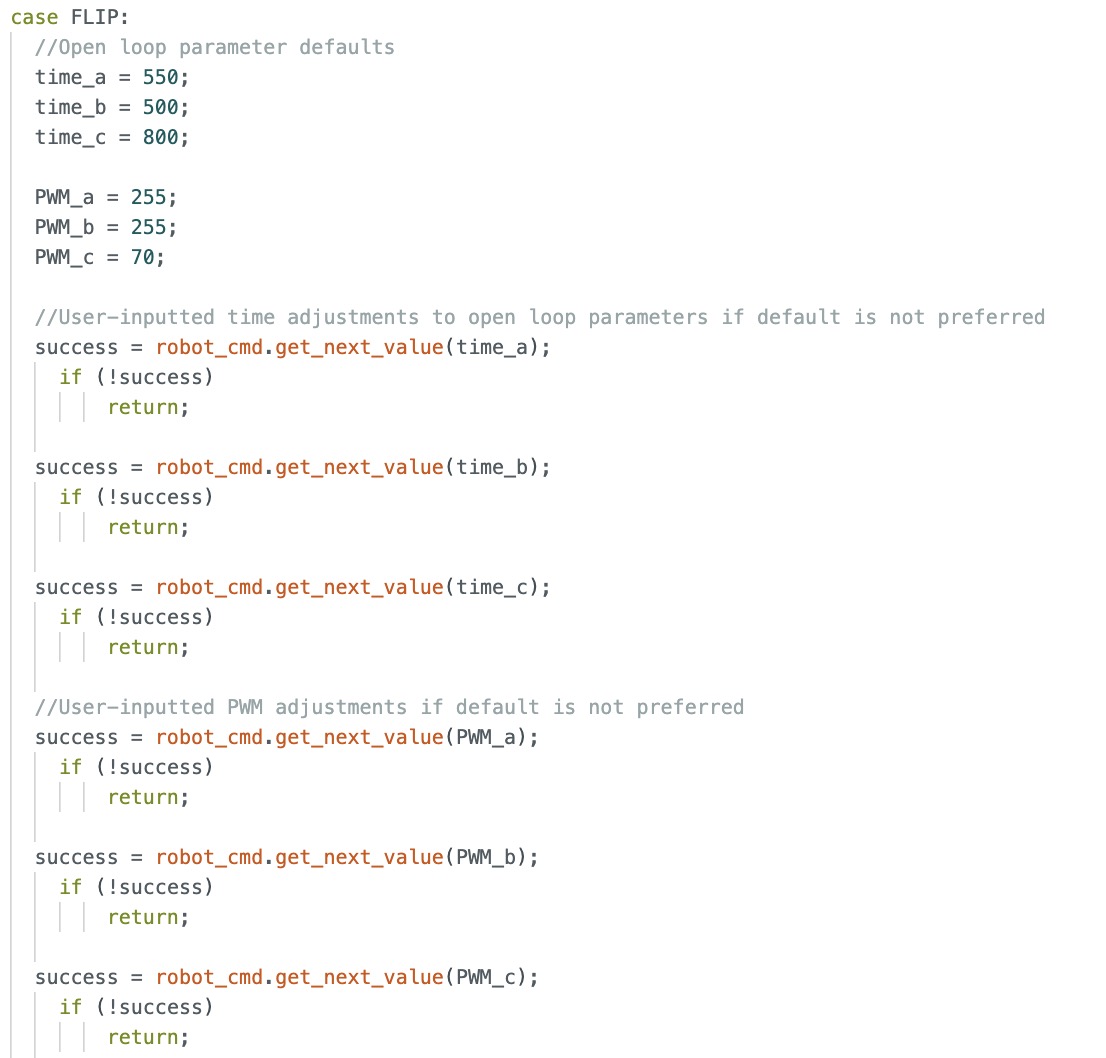 case FLIP:
//Open loop parameter defaults
time_a = 550;
time_b = 500;
time_c = 800;
PWM_a = 255;
PWM_b = 255;
PWM_c = 70;
//User-inputted time adjustments to open loop parameters if default is not preferred
success = robot_cmd.get_next_value(time_a);
if (!success)
return;
success = robot_cmd.get_next_value(time_b);
if (!success)
return;
success = robot_cmd.get_next_value(time_c);
if (!success)
return;
//User-inputted PWM adjustments if default is not preferred
success = robot_cmd.get_next_value(PWM_a);
if (!success)
return;
success = robot_cmd.get_next_value(PWM_b);
if (!success)
return;
success = robot_cmd.get_next_value(PWM_c);
if (!success)
return;